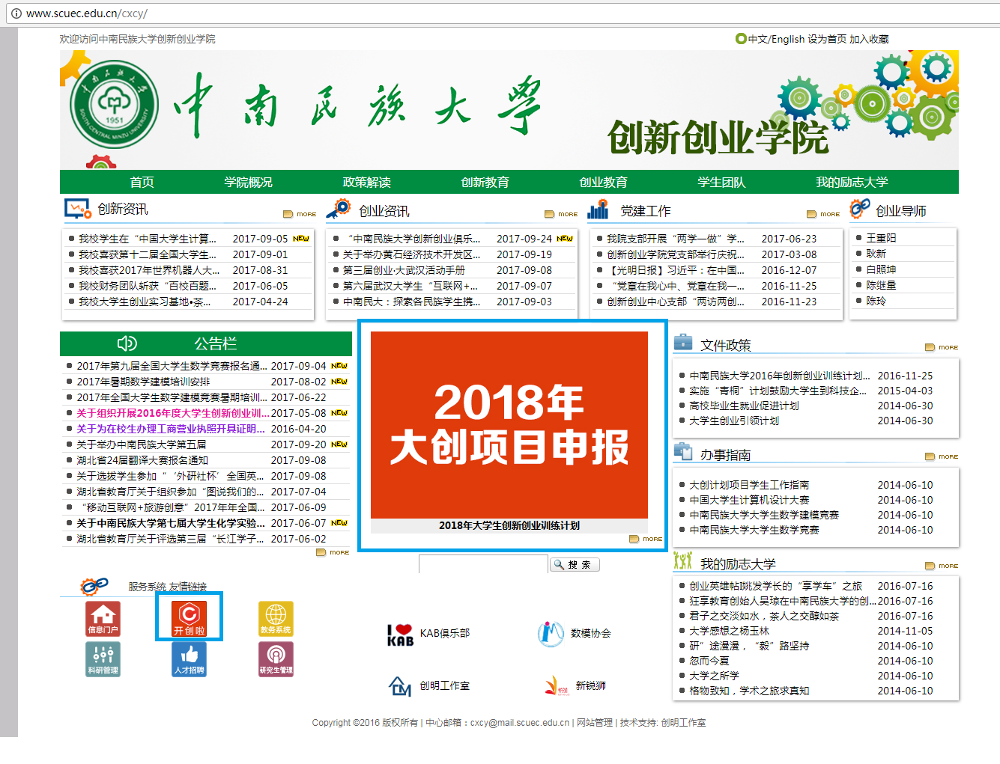 www.scuec.edu.cn/cxcy/
欢迎访问中南民族大学创新创业学院
中文/English 设为首页 加入收藏
中南民族大学
SOUTH-CENTRAL MINZU UNIVERSITY
1951
中南民族大学
创新创业学院
首页 学院概况 政策解读 创新教育 创业教育 学生团队 我的励志大学
创新资讯
MORE
我校学生在“中国大学生计算... 2017-09-05 NEW
我校喜获第十二届全国大学生... 2017-09-01
我校喜获2017年世界机器人大... 2017-08-31
我校财务团队斩获“百校百题... 2017-06-05
我校大学生创业实习基地•茶... 2017-04-24
创业资讯
MORE
“中南民族大学创新创业俱乐... 2017-09-24 NEW
关于举办黄石经济技术开发区... 2017-09-19
第三届创业·大武汉活动手册 2017-09-08
第六届武汉大学生“互联网+... 2017-09-07
中南民大：探索各民族学生携... 2017-09-03
党建工作
MORE
我院支部开展“两学一做”学... 2017-06-23
创新创业学院党支部举行庆祝... 2017-03-08
【光明日报】习近平：在中国... 2016-12-07
“党章在我心中、党章在我一... 2016-11-25
创新创业中心支部“两访两创... 2016-11-23
创业导师
王重阳
耿新
白照坤
陈继量
陈玲
公告栏
2017年第九届全国大学生数学竞赛报名通... 2017-09-04 NEW
2017年暑期数学建模培训安排 2017-08-02 NEW
2017年全国大学生数学建模竞赛暑期培训... 2017-06-22
关于组织开展2016年度大学生创新创业训... 2017-05-08 NEW
关于为在校生办理工商营业执照开具证明... 2016-04-20
关于举办中南民族大学第五届 2017-09-20 NEW
湖北省24届翻译大赛报名通知 2017-09-08
关于选拔学生参加“‘外研社杯’全国英... 2017-09-08
湖北省教育厅关于组织参加“图说我们的... 2017-07-04
“移动互联网+旅游创意”2017年年全国... 2017-06-09
关于中南民族大学第七届大学生化学实验... 2017-06-07 NEW
湖北省教育厅关于评选第三届“长江学子... 2017-06-02
MORE
2018年
大创项目申报
2018年大学生创新创业训练计划
MORE
搜 索
文件政策
MORE
中南民族大学2016年创新创业训练计划... 2016-11-25
实施“青桐”计划鼓励大学生到科技企... 2015-04-03
高校毕业生就业促进计划 2014-06-30
大学生创业引领计划 2014-06-30
办事指南
MORE
大创计划项目学生工作指南 2014-06-10
中国大学生计算机设计大赛 2014-06-10
中南民族大学大学生数学建模竞赛 2014-06-10
中南民族大学大学生数学竞赛 2014-06-10
我的励志大学
MORE
创业英雄帖I挑发学长的“享学车”之旅 2016-07-16
狂享教育创始人吴琼在中南民族大学的创... 2016-07-16
君子之交淡如水，茶人之交醇如茶 2016-07-16
大学感想之杨玉林 2014-11-05
研”途漫漫，“毅”路坚持 2014-06-10
忽而今夏 2014-06-10
大学之所学 2014-06-10
格物致知，学术之旅求真知 2014-06-10
服务系统 友情链接
信息门户 开创啦 教务系统
科研管理 人才招聘 研究生管理
I
KAB
KAB俱乐部
数模协会
创明工作室
新锐狮
Copyright ©2016 版权所有 | 中心邮箱：cxcy@mail.scuec.edu.cn | 网站管理 | 技术支持: 创明工作室